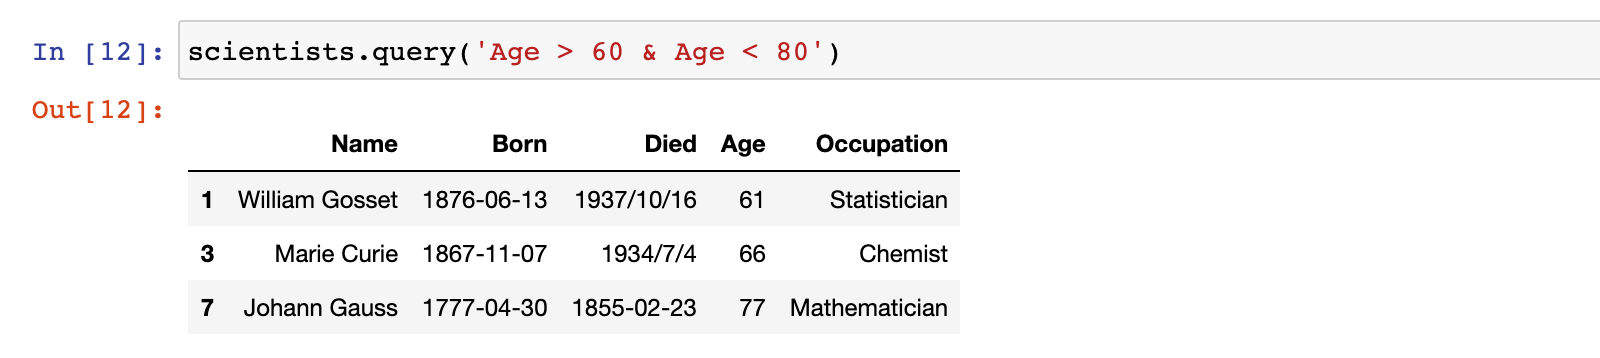 In [12]: scientists.query('Age > 60 & Age < 80')
Out[12]:
Name Born Died Age Occupation
1 William Gosset 1876-06-13 1937/10/16 61 Statistician
3 Marie Curie 1867-11-07 1934/7/4 66 Chemist
7 Johann Gauss 1777-04-30 1855-02-23 77 Mathematician